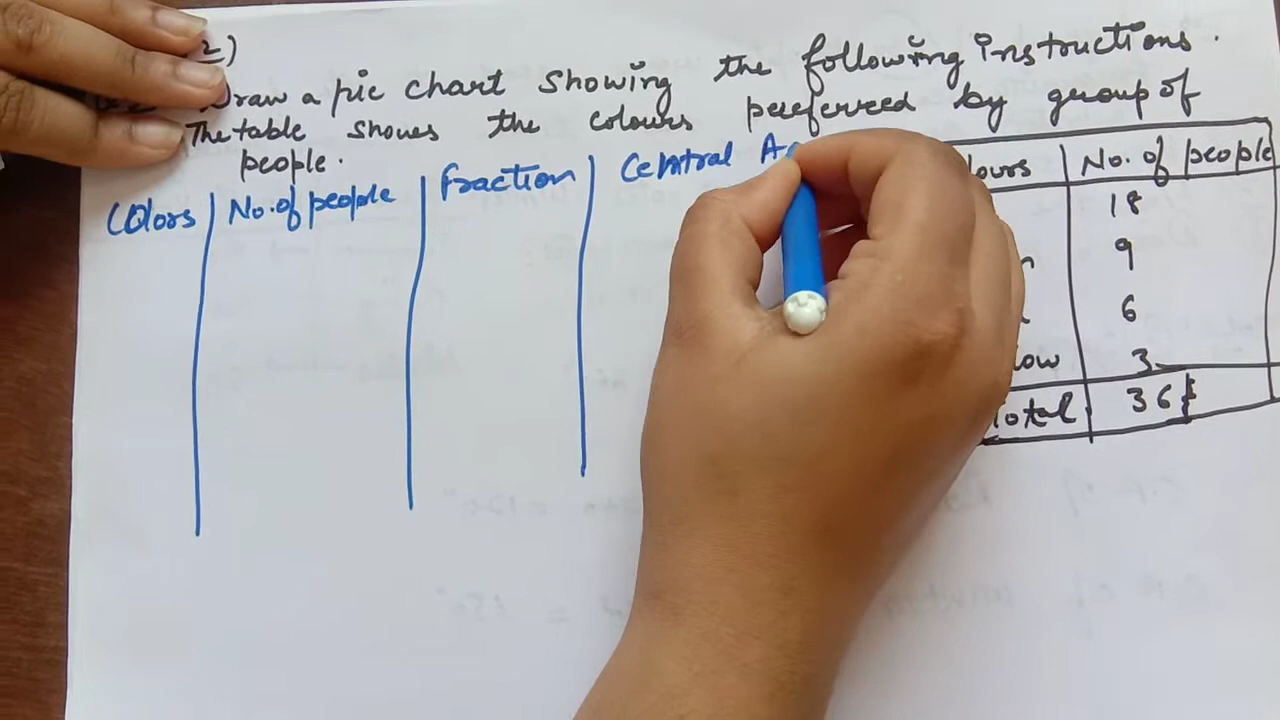 2)
Draw a pie chart showing the following instructions.
The table shows the colours preferred by group of
people.
Colors No. of people fraction Central
No. of people
18
9
6
3
Total 36